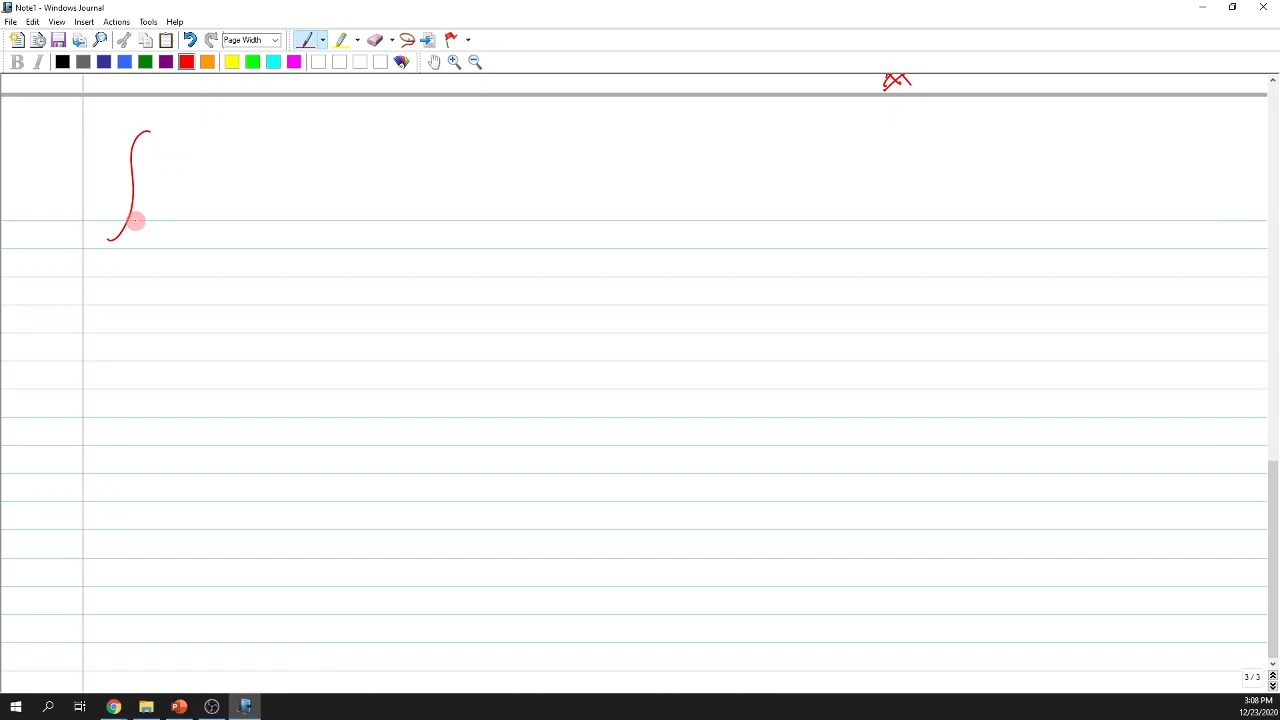 Note1 - Windows Journal
File Edit View Insert Actions Tools Help
Page Width
B I
∫
3 / 3
3:08 PM
12/23/2020